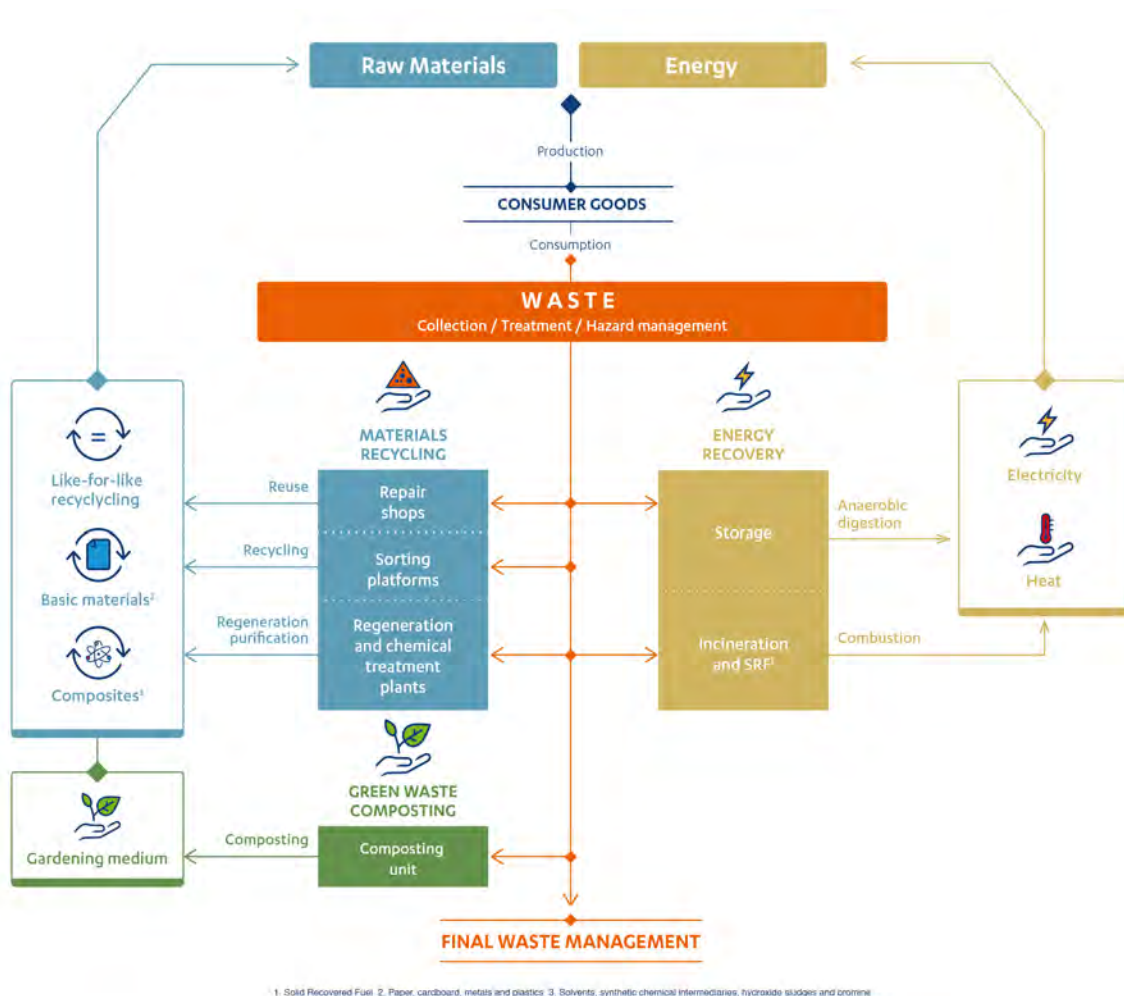 Raw Materials
Energy
Production
CONSUMER GOODS
Consumption
WASTE
Collection / Treatment / Hazard management
MATERIALS
RECYCLING
ENERGY
RECOVERY
Like-for-like
recyclycing
Basic materials²
Composites³
Reuse
Recycling
Regeneration
purification
Repair
shops
Sorting
platforms
Regeneration
and chemical
treatment
plants
Storage
Incineration
and SRF¹
Anaerobic
digestion
Combustion
Electricity
Heat
GREEN WASTE
COMPOSTING
Gardening medium
Composting
Composting
unit
FINAL WASTE MANAGEMENT
1. Solid Recovered Fuel 2. Paper, cardboard, metals and plastics 3. Solvents, synthetic chemical intermediaries, hydroxide sludges and bromine